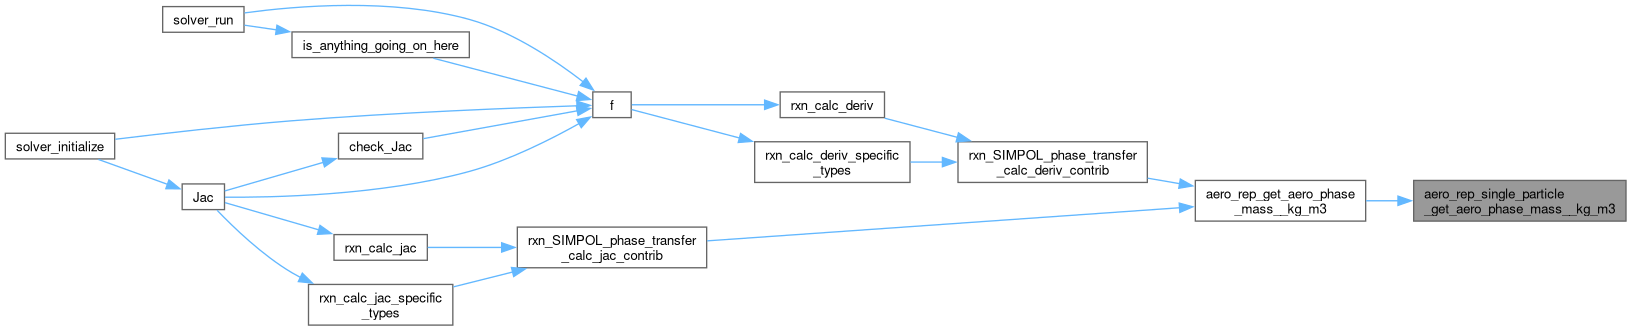 solver_run
is_anything_going_on_here
f
rxn_calc_deriv
solver_initialize
check_Jac
rxn_calc_deriv_specific
_types
rxn_SIMPOL_phase_transfer
_calc_deriv_contrib
Jac
aero_rep_get_aero_phase
_mass__kg_m3
aero_rep_single_particle
_get_aero_phase_mass__kg_m3
rxn_calc_jac
rxn_SIMPOL_phase_transfer
_calc_jac_contrib
rxn_calc_jac_specific
_types